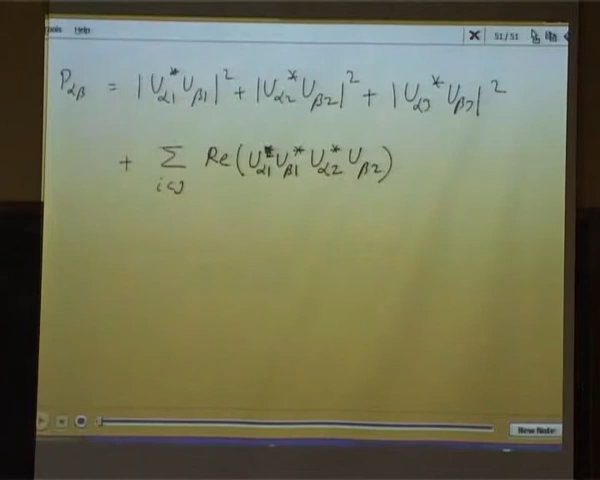 Tools Help 51/51
P_{αβ} = |U_{α1}^* U_{β1}|^2 + |U_{α2}^* U_{β2}|^2 + |U_{α3}^* U_{β3}|^2
+ Σ_{i<j} Re(U_{α1} U_{β1}^* U_{α2}^* U_{β2})
New Note